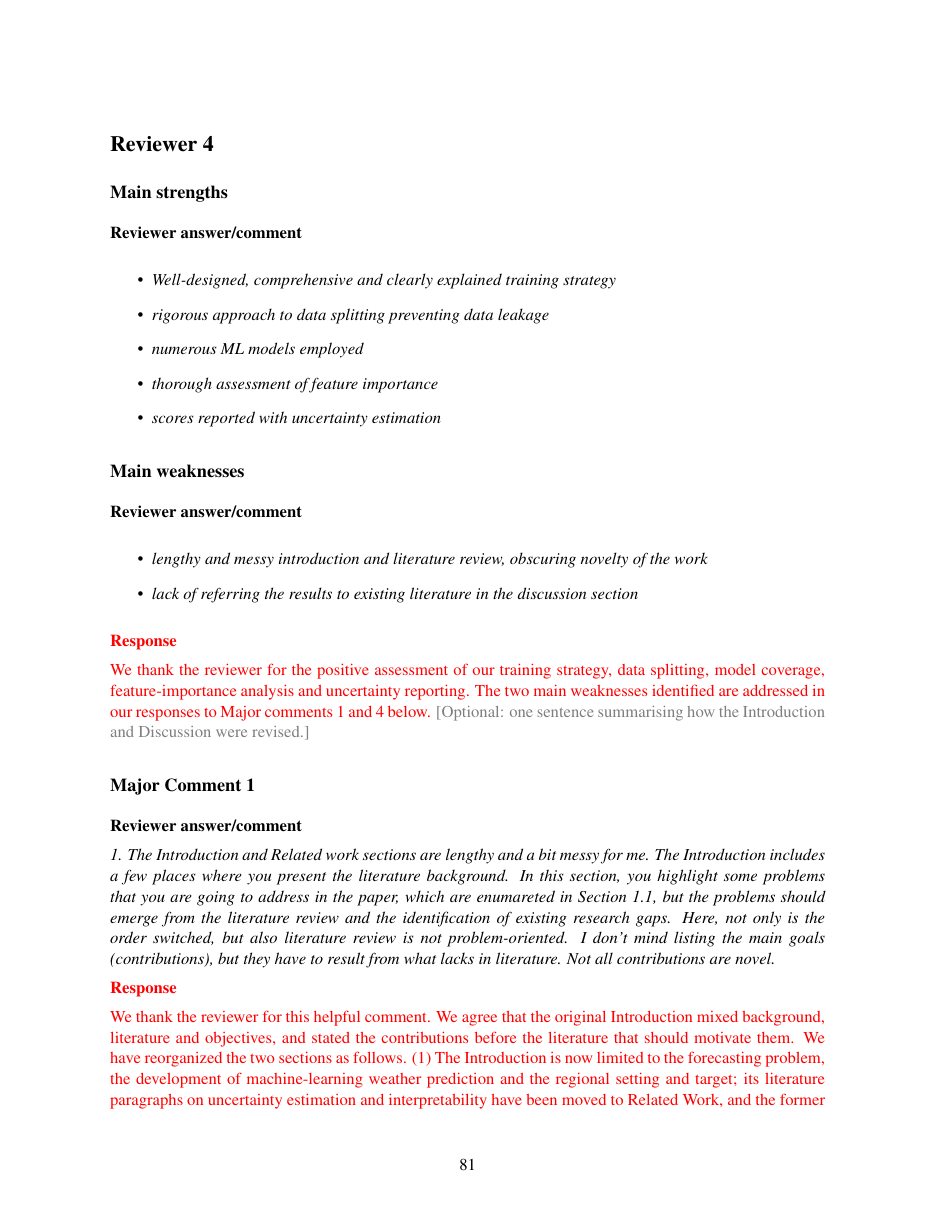 Reviewer 4
Main strengths
Reviewer answer/comment
• Well-designed, comprehensive and clearly explained training strategy
• rigorous approach to data splitting preventing data leakage
• numerous ML models employed
• thorough assessment of feature importance
• scores reported with uncertainty estimation
Main weaknesses
Reviewer answer/comment
• lengthy and messy introduction and literature review, obscuring novelty of the work
• lack of referring the results to existing literature in the discussion section
Response
We thank the reviewer for the positive assessment of our training strategy, data splitting, model coverage,
feature-importance analysis and uncertainty reporting. The two main weaknesses identified are addressed in
our responses to Major comments 1 and 4 below. [Optional: one sentence summarising how the Introduction
and Discussion were revised.]
Major Comment 1
Reviewer answer/comment
1. The Introduction and Related work sections are lengthy and a bit messy for me. The Introduction includes
a few places where you present the literature background. In this section, you highlight some problems
that you are going to address in the paper, which are enumareted in Section 1.1, but the problems should
emerge from the literature review and the identification of existing research gaps. Here, not only is the
order switched, but also literature review is not problem-oriented. I don't mind listing the main goals
(contributions), but they have to result from what lacks in literature. Not all contributions are novel.
Response
We thank the reviewer for this helpful comment. We agree that the original Introduction mixed background,
literature and objectives, and stated the contributions before the literature that should motivate them. We
have reorganized the two sections as follows. (1) The Introduction is now limited to the forecasting problem,
the development of machine-learning weather prediction and the regional setting and target; its literature
paragraphs on uncertainty estimation and interpretability have been moved to Related Work, and the former
81